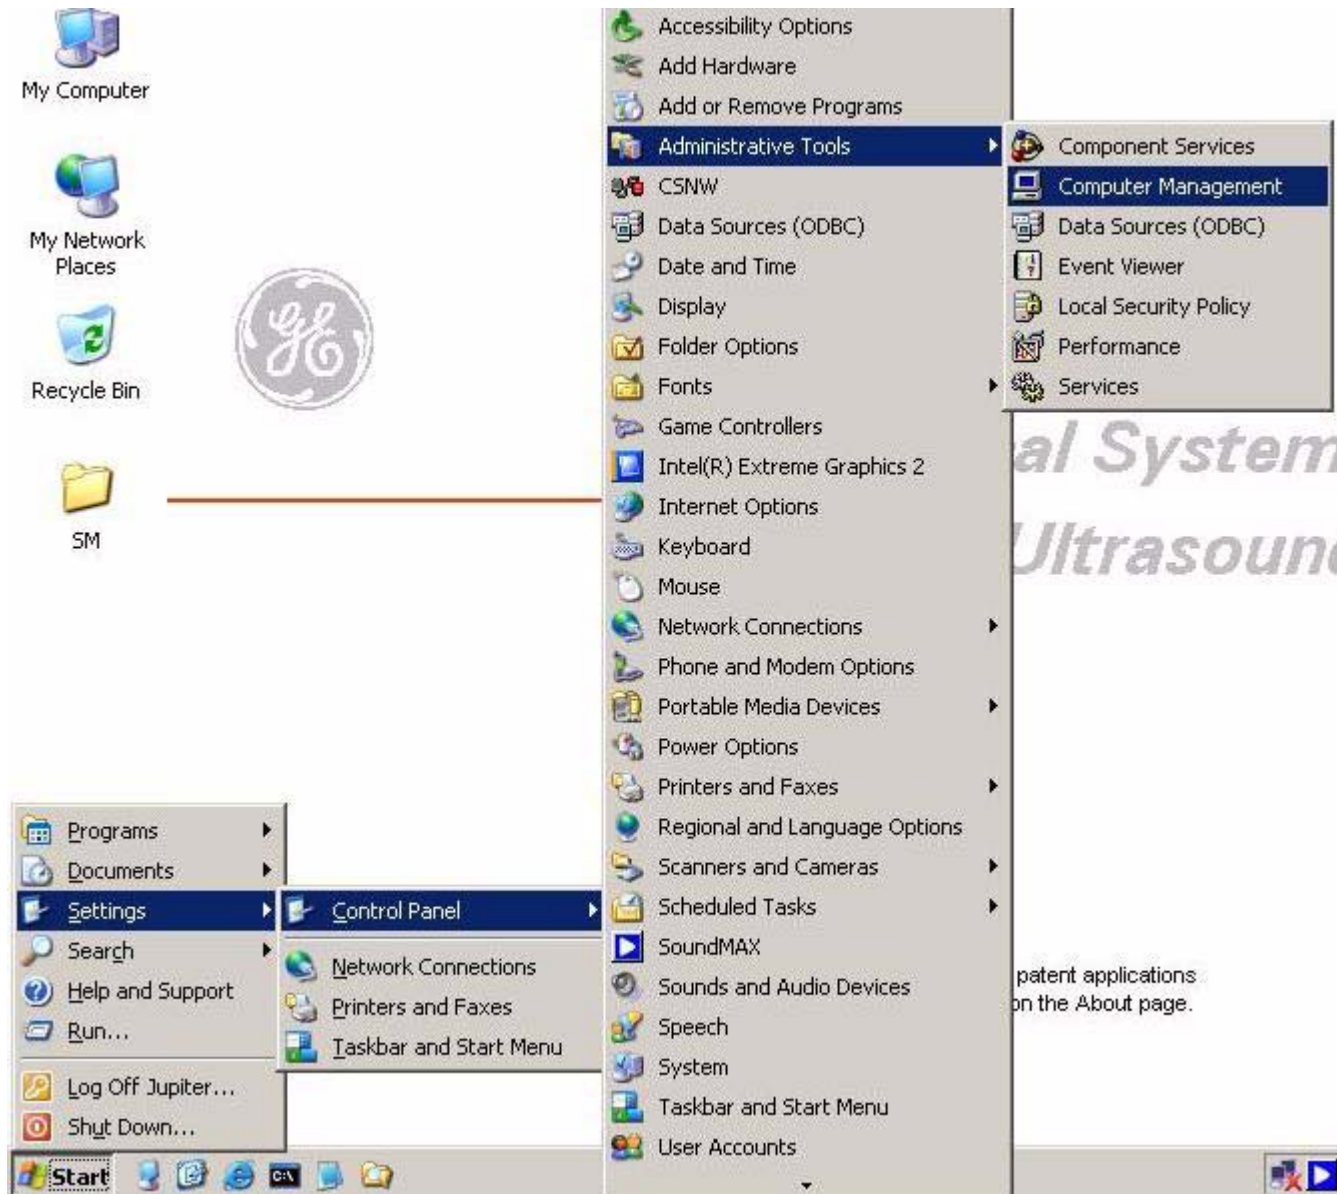 My Computer
My Network
Places
Recycle Bin
SM
GE
Accessibility Options
Add Hardware
Add or Remove Programs
Administrative Tools
CSNW
Data Sources (ODBC)
Date and Time
Display
Folder Options
Fonts
Game Controllers
Intel(R) Extreme Graphics 2
Internet Options
Keyboard
Mouse
Network Connections
Phone and Modem Options
Portable Media Devices
Power Options
Printers and Faxes
Regional and Language Options
Scanners and Cameras
Scheduled Tasks
SoundMAX
Sounds and Audio Devices
Speech
System
Taskbar and Start Menu
User Accounts
Component Services
Computer Management
Data Sources (ODBC)
Event Viewer
Local Security Policy
Performance
Services
al System
Ultrasound
patent applications
on the About page.
Programs
Documents
Settings
Search
Help and Support
Run...
Log Off Jupiter...
Shut Down...
Control Panel
Network Connections
Printers and Faxes
Taskbar and Start Menu
Start
C:\